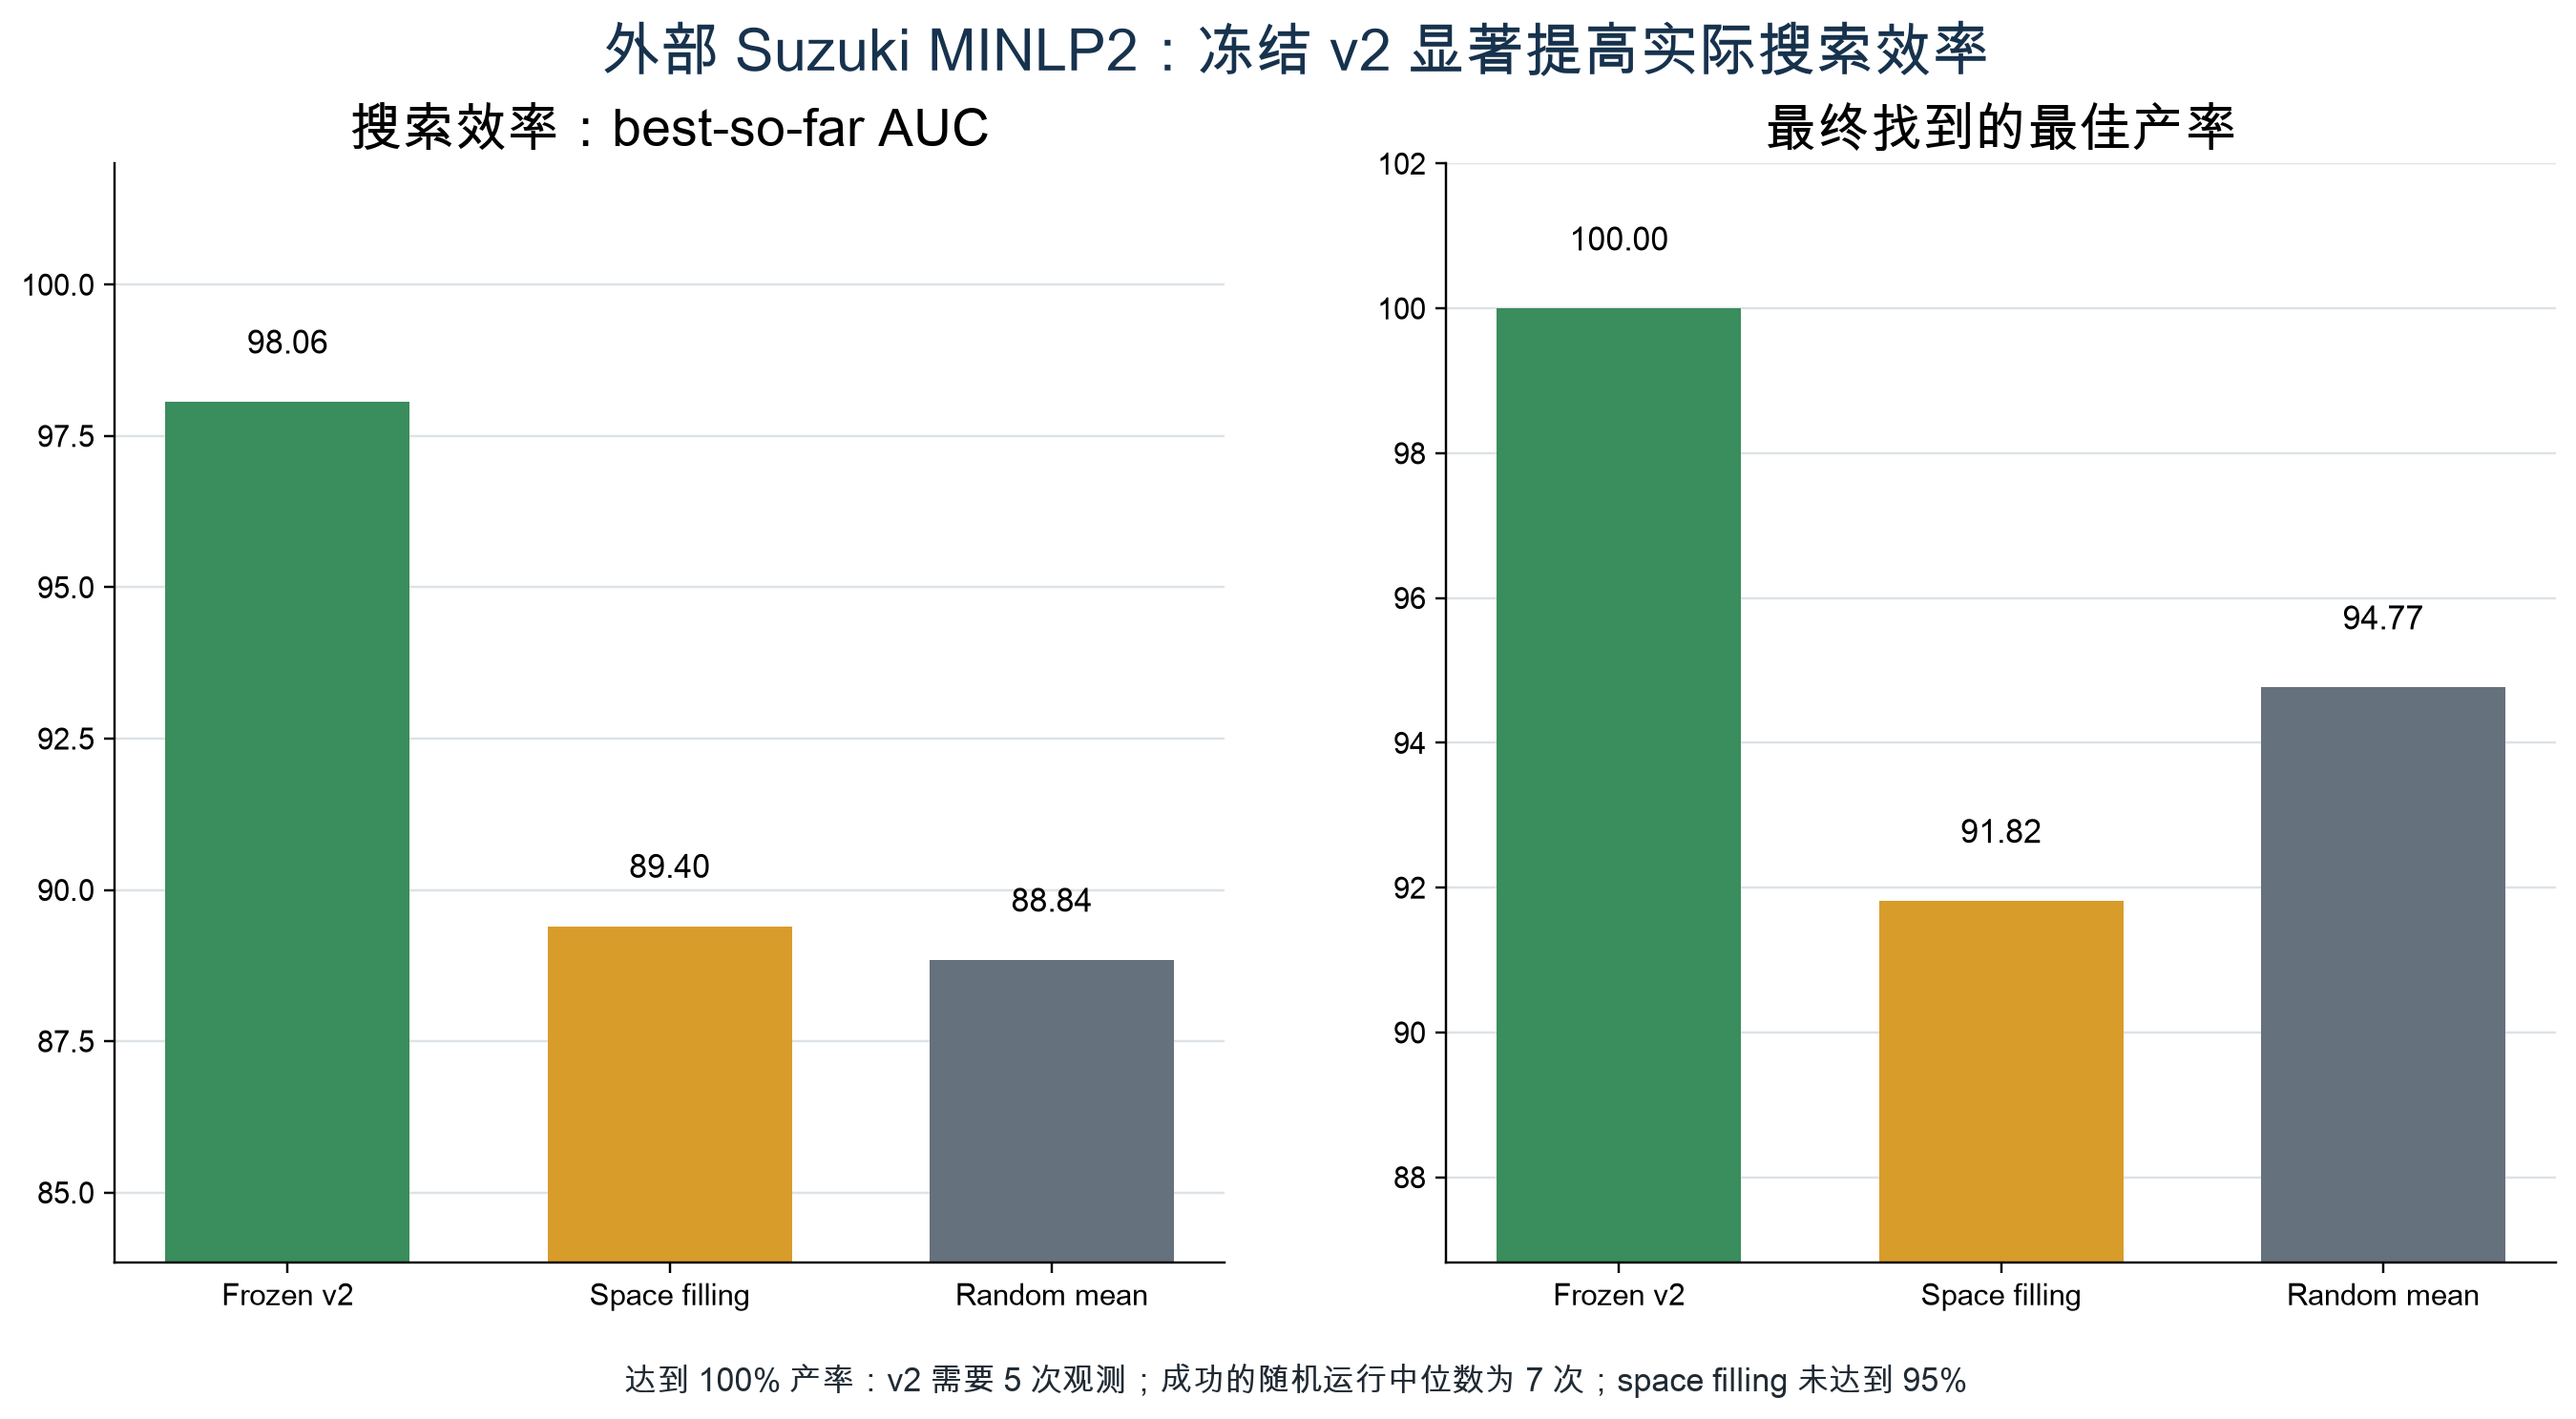 外部 Suzuki MINLP2：冻结 v2 显著提高实际搜索效率
搜索效率：best-so-far AUC
100.0
97.5
95.0
92.5
90.0
87.5
85.0
98.06
89.40
88.84
Frozen v2
Space filling
Random mean
最终找到的最佳产率
102
100
98
96
94
92
90
88
100.00
91.82
94.77
Frozen v2
Space filling
Random mean
达到 100% 产率：v2 需要 5 次观测；成功的随机运行中位数为 7 次；space filling 未达到 95%